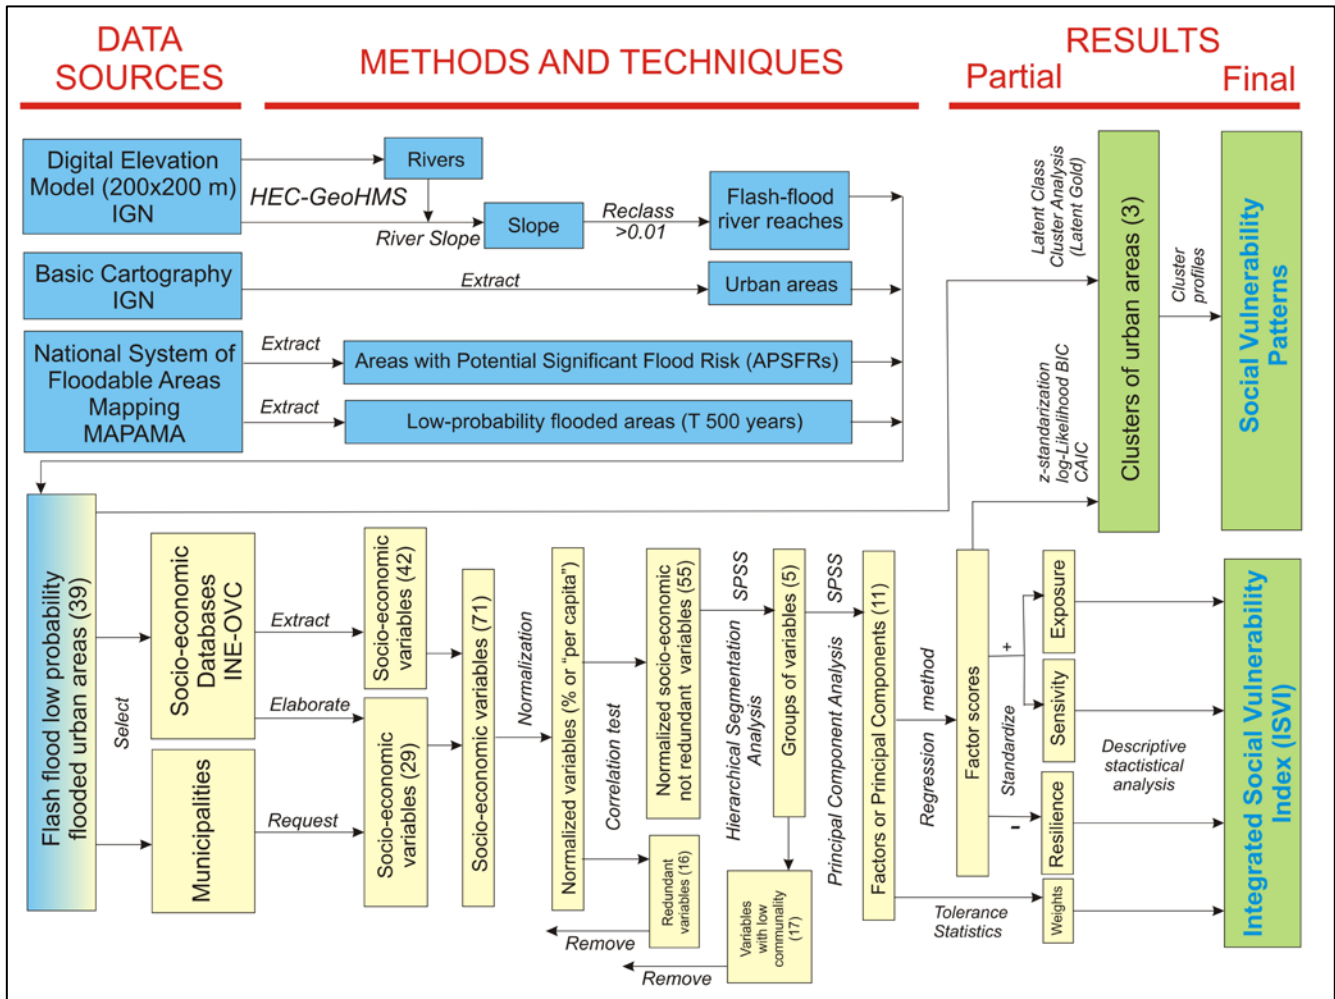 DATA
SOURCES
METHODS AND TECHNIQUES
RESULTS
Partial
Final
Digital Elevation
Model (200x200 m)
IGN
Rivers
HEC-GeoHMS
River Slope
Slope
Reclass
>0.01
Flash-flood
river reaches
Basic Cartography
IGN
Extract
Urban areas
National System of
Floodable Areas
Mapping
MAPAMA
Extract
Areas with Potential Significant Flood Risk (APSFRs)
Extract
Low-probability flooded areas (T 500 years)
Latent Class
Cluster Analysis
(Latent Gold)
z-standarization
log-Likelihood BIC
CAIC
Clusters of urban areas (3)
Cluster
profiles
Social Vulnerability
Patterns
Flash flood low probability
flooded urban areas (39)
Select
Socio-economic
Databases
INE-OVC
Municipalities
Extract
Elaborate
Request
Socio-economic
variables (42)
Socio-economic
variables (29)
Socio-economic variables (71)
Normalization
Normalized variables (% or “per capita”)
Correlation test
Normalized socio-economic
not redundant variables (55)
Redundant
variables (16)
Remove
SPSS
Hierarchical Segmentation
Analysis
Groups of variables (5)
Variables
with low
communality
(17)
Remove
SPSS
Principal Component Analysis
Factors or Principal Components (11)
Regression method
Tolerance
Statistics
Factor scores
Standardize
+
-
Exposure
Sensivity
Resilience
Weights
Descriptive
stactistical
analysis
Integrated Social Vulnerability
Index (ISVI)